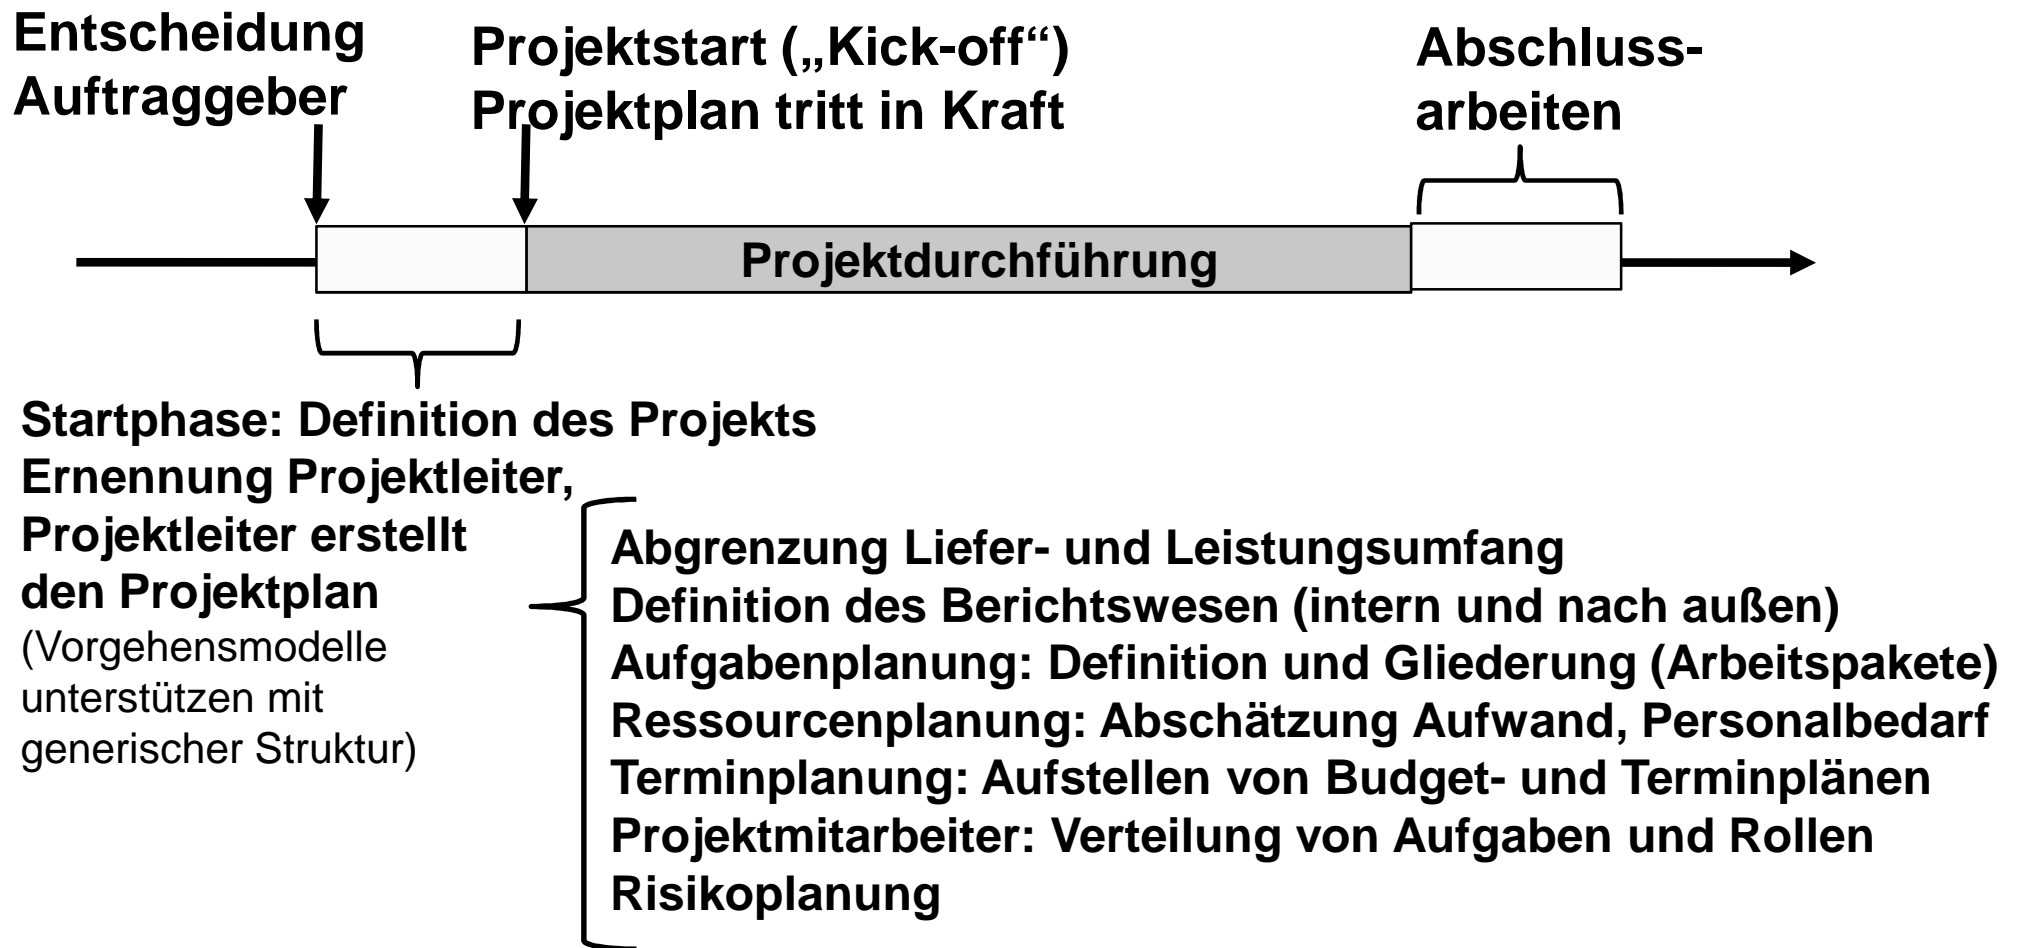 Entscheidung
Auftraggeber
Projektstart („Kick-off“)
Projektplan tritt in Kraft
Abschluss-
arbeiten
Projektdurchführung
Startphase: Definition des Projekts
Ernennung Projektleiter,
Projektleiter erstellt
den Projektplan
(Vorgehensmodelle
unterstützen mit
generischer Struktur)
Abgrenzung Liefer- und Leistungsumfang
Definition des Berichtswesen (intern und nach außen)
Aufgabenplanung: Definition und Gliederung (Arbeitspakete)
Ressourcenplanung: Abschätzung Aufwand, Personalbedarf
Terminplanung: Aufstellen von Budget- und Terminplänen
Projektmitarbeiter: Verteilung von Aufgaben und Rollen
Risikoplanung